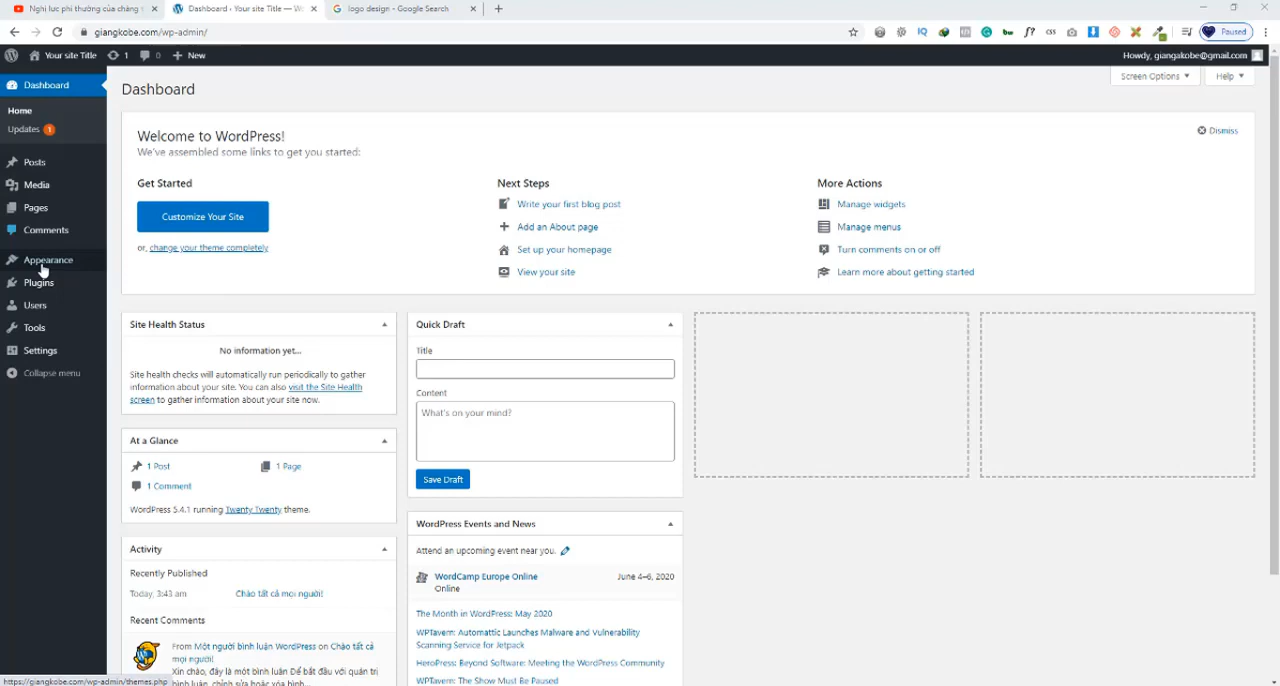 Nghị lực phi thường của chàng t
Dashboard ‹ Your site Title — Wo
logo design - Google Search
giangkobe.com/wp-admin/
Paused
Your site Title
1
0
New
Howdy, giangakobe@gmail.com
Dashboard
Home
Updates 1
Posts
Media
Pages
Comments
Appearance
Plugins
Users
Tools
Settings
Collapse menu
Dashboard
Screen Options
Help
Welcome to WordPress!
We've assembled some links to get you started:
Dismiss
Get Started
Customize Your Site
or, change your theme completely
Next Steps
Write your first blog post
Add an About page
Set up your homepage
View your site
More Actions
Manage widgets
Manage menus
Turn comments on or off
Learn more about getting started
Site Health Status
No information yet...
Site health checks will automatically run periodically to gather
information about your site. You can also visit the Site Health
screen to gather information about your site now.
At a Glance
1 Post
1 Page
1 Comment
WordPress 5.4.1 running Twenty Twenty theme.
Activity
Recently Published
Today, 3:43 am
Chào tất cả mọi người!
Recent Comments
From Một người bình luận WordPress on Chào tất cả
mọi người!
Xin chào, đây là một bình luận Để bắt đầu với quản trị
bình luận, chỉnh sửa hoặc xóa bình...
Quick Draft
Title
Content
What's on your mind?
Save Draft
WordPress Events and News
Attend an upcoming event near you.
WordCamp Europe Online
June 4–6, 2020
Online
The Month in WordPress: May 2020
WPTavern: Automattic Launches Malware and Vulnerability
Scanning Service for Jetpack
HeroPress: Beyond Software: Meeting the WordPress Community
WPTavern: The Show Must Be Paused
https://giangkobe.com/wp-admin/themes.php